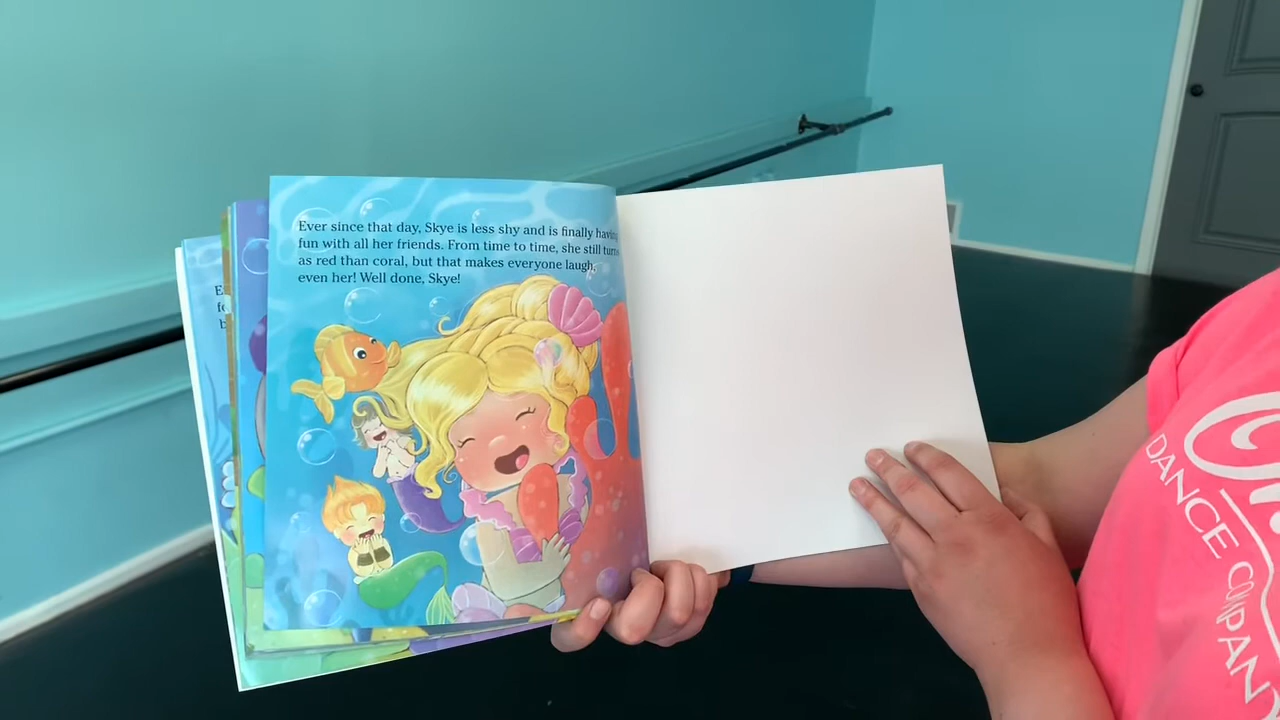 Ever since that day, Skye is less shy and is finally having
fun with all her friends. From time to time, she still turns
as red than coral, but that makes everyone laugh,
even her! Well done, Skye!
DANCE COMPANY